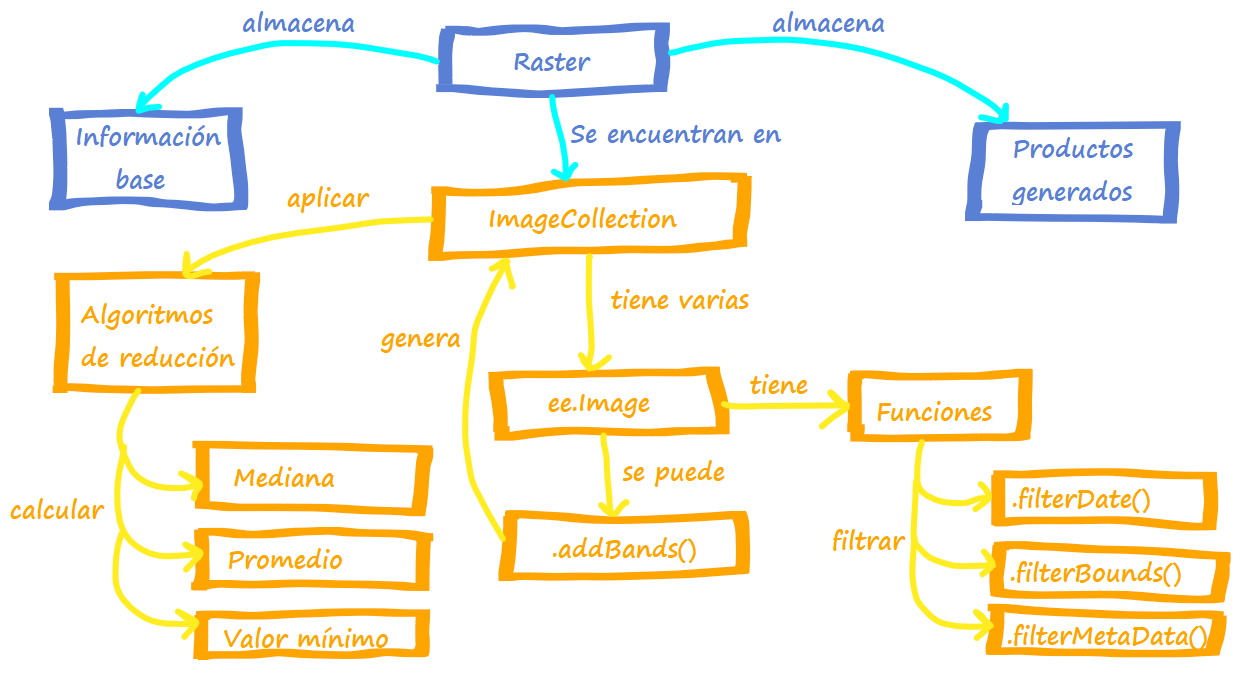 almacena
almacena
Raster
Información
base
Se encuentran en
Productos
generados
aplicar
ImageCollection
Algoritmos
de reducción
genera
tiene varias
ee.Image
tiene
Funciones
se puede
calcular
Mediana
Promedio
Valor mínimo
.addBands()
filtrar
.filterDate()
.filterBounds()
.filterMetaData()